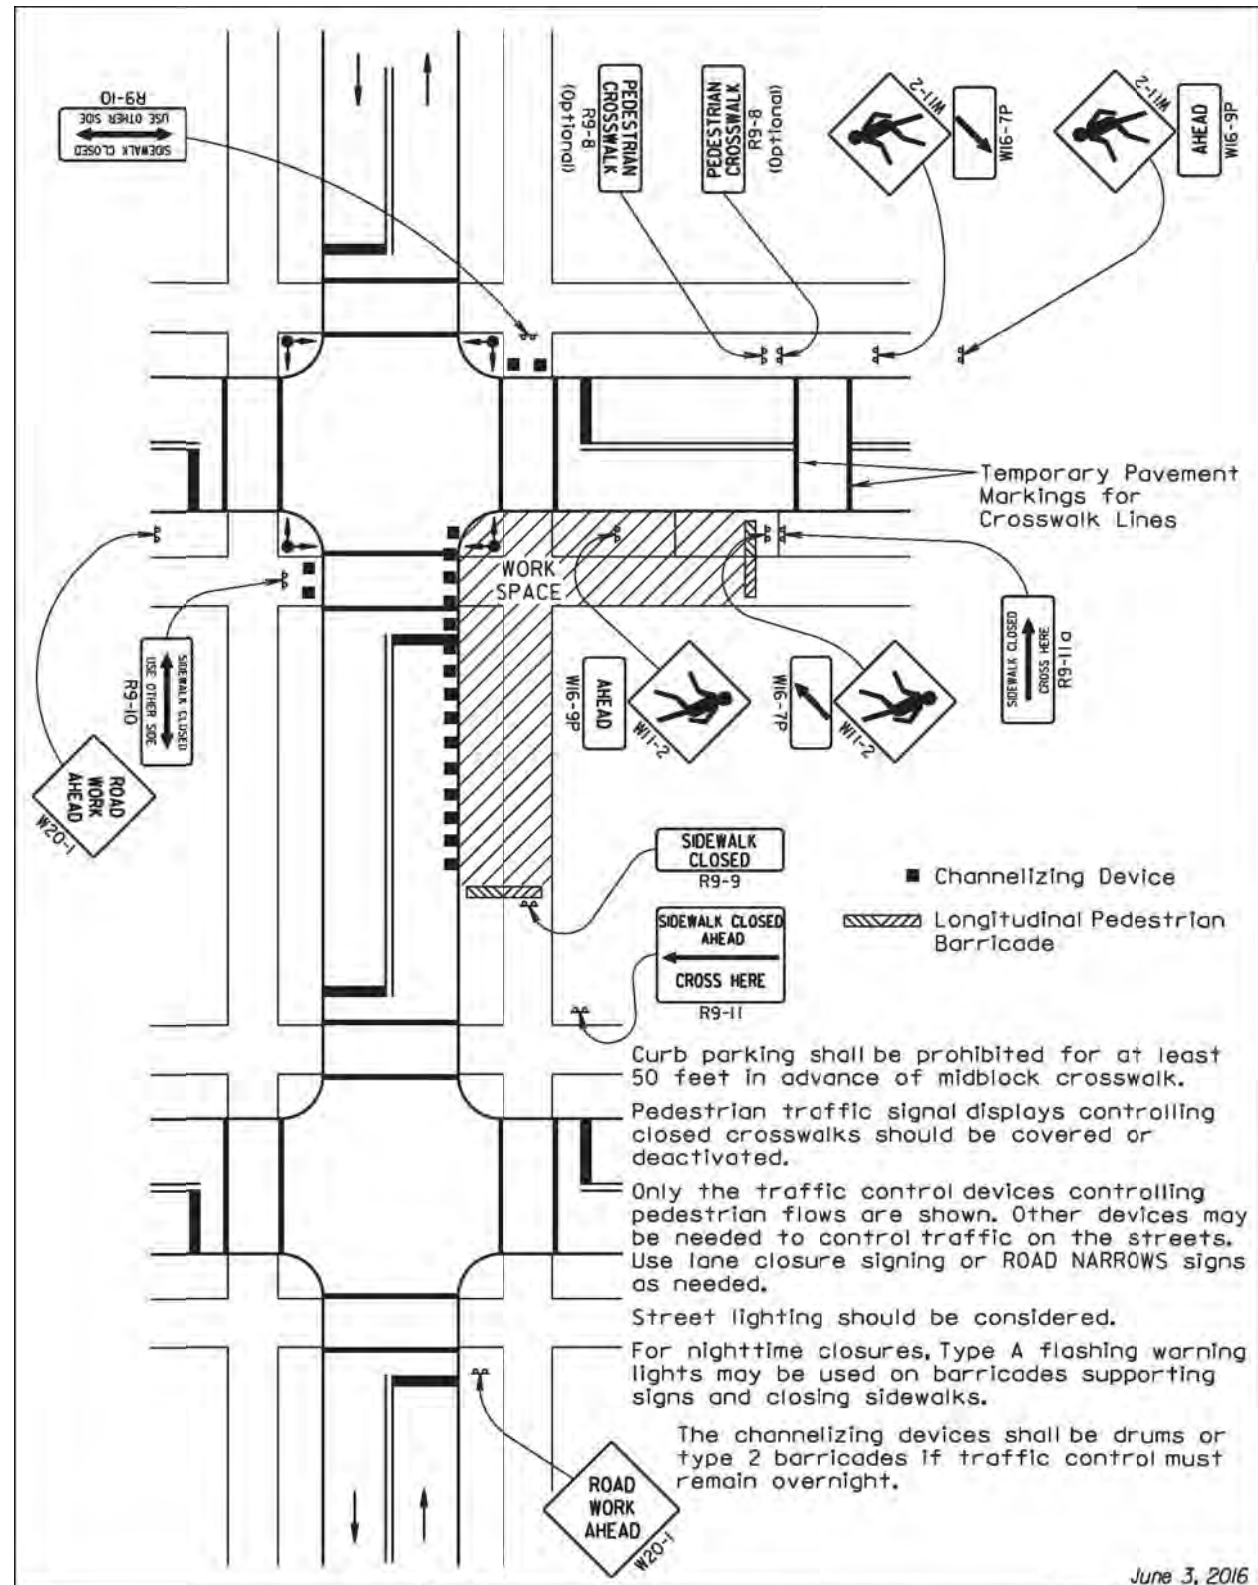 R9-10
SIDEWALK CLOSED
USE OTHER SIDE
PEDESTRIAN
CROSSWALK
R9-8
(Optional)
PEDESTRIAN
CROSSWALK
R9-8
(Optional)
W11-2
W16-7P
W11-2
AHEAD
W16-9P
Temporary Pavement
Markings for
Crosswalk Lines
WORK
SPACE
SIDEWALK CLOSED
USE OTHER SIDE
R9-10
ROAD
WORK
AHEAD
W20-1
W16-9P
AHEAD
W11-2
W16-7P
W11-2
SIDEWALK CLOSED
CROSS HERE
R9-11a
SIDEWALK
CLOSED
R9-9
SIDEWALK CLOSED
AHEAD
CROSS HERE
R9-11
Channelizing Device
Longitudinal Pedestrian
Barricade
Curb parking shall be prohibited for at least
50 feet in advance of midblock crosswalk.
Pedestrian traffic signal displays controlling
closed crosswalks should be covered or
deactivated.
Only the traffic control devices controlling
pedestrian flows are shown. Other devices may
be needed to control traffic on the streets.
Use lane closure signing or ROAD NARROWS signs
as needed.
Street lighting should be considered.
For nighttime closures, Type A flashing warning
lights may be used on barricades supporting
signs and closing sidewalks.
The channelizing devices shall be drums or
type 2 barricades if traffic control must
remain overnight.
ROAD
WORK
AHEAD
W20-1
June 3, 2016